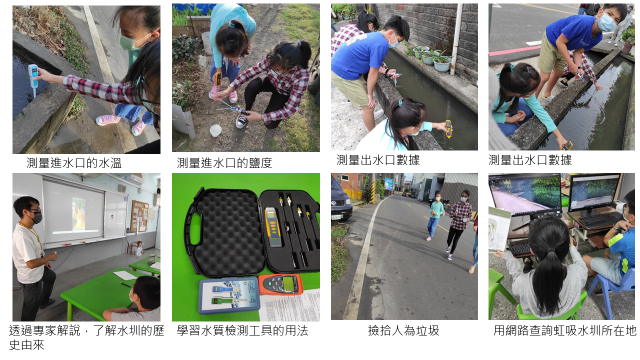 測量進水口的水溫
測量進水口的鹽度
測量出水口數據
測量出水口數據
透過專家解說，了解水圳的歷
史由來
學習水質檢測工具的用法
撿拾人為垃圾
用網路查詢虹吸水圳所在地